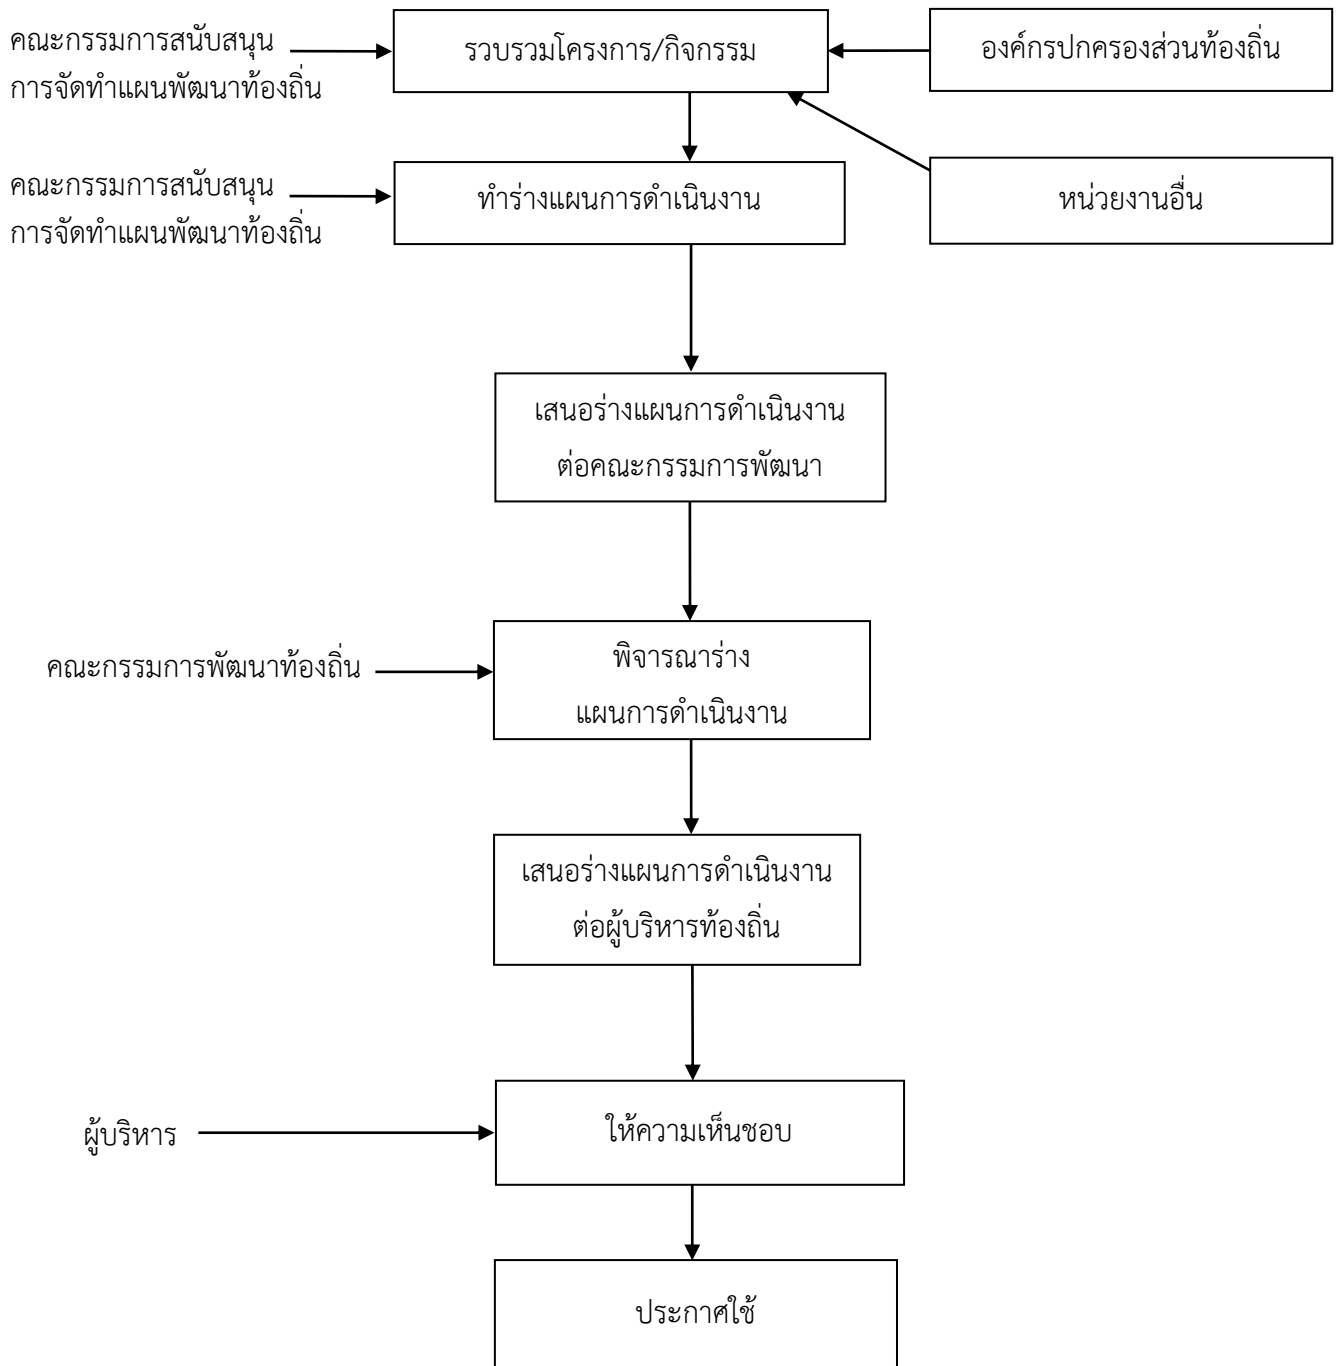 คณะกรรมการสนับสนุน
การจัดทำแผนพัฒนาท้องถิ่น
รวบรวมโครงการ/กิจกรรม
องค์กรปกครองส่วนท้องถิ่น
คณะกรรมการสนับสนุน
การจัดทำแผนพัฒนาท้องถิ่น
ทำร่างแผนการดำเนินงาน
หน่วยงานอื่น
เสนอร่างแผนการดำเนินงาน
ต่อคณะกรรมการพัฒนา
คณะกรรมการพัฒนาท้องถิ่น
พิจารณาร่าง
แผนการดำเนินงาน
เสนอร่างแผนการดำเนินงาน
ต่อผู้บริหารท้องถิ่น
ผู้บริหาร
ให้ความเห็นชอบ
ประกาศใช้